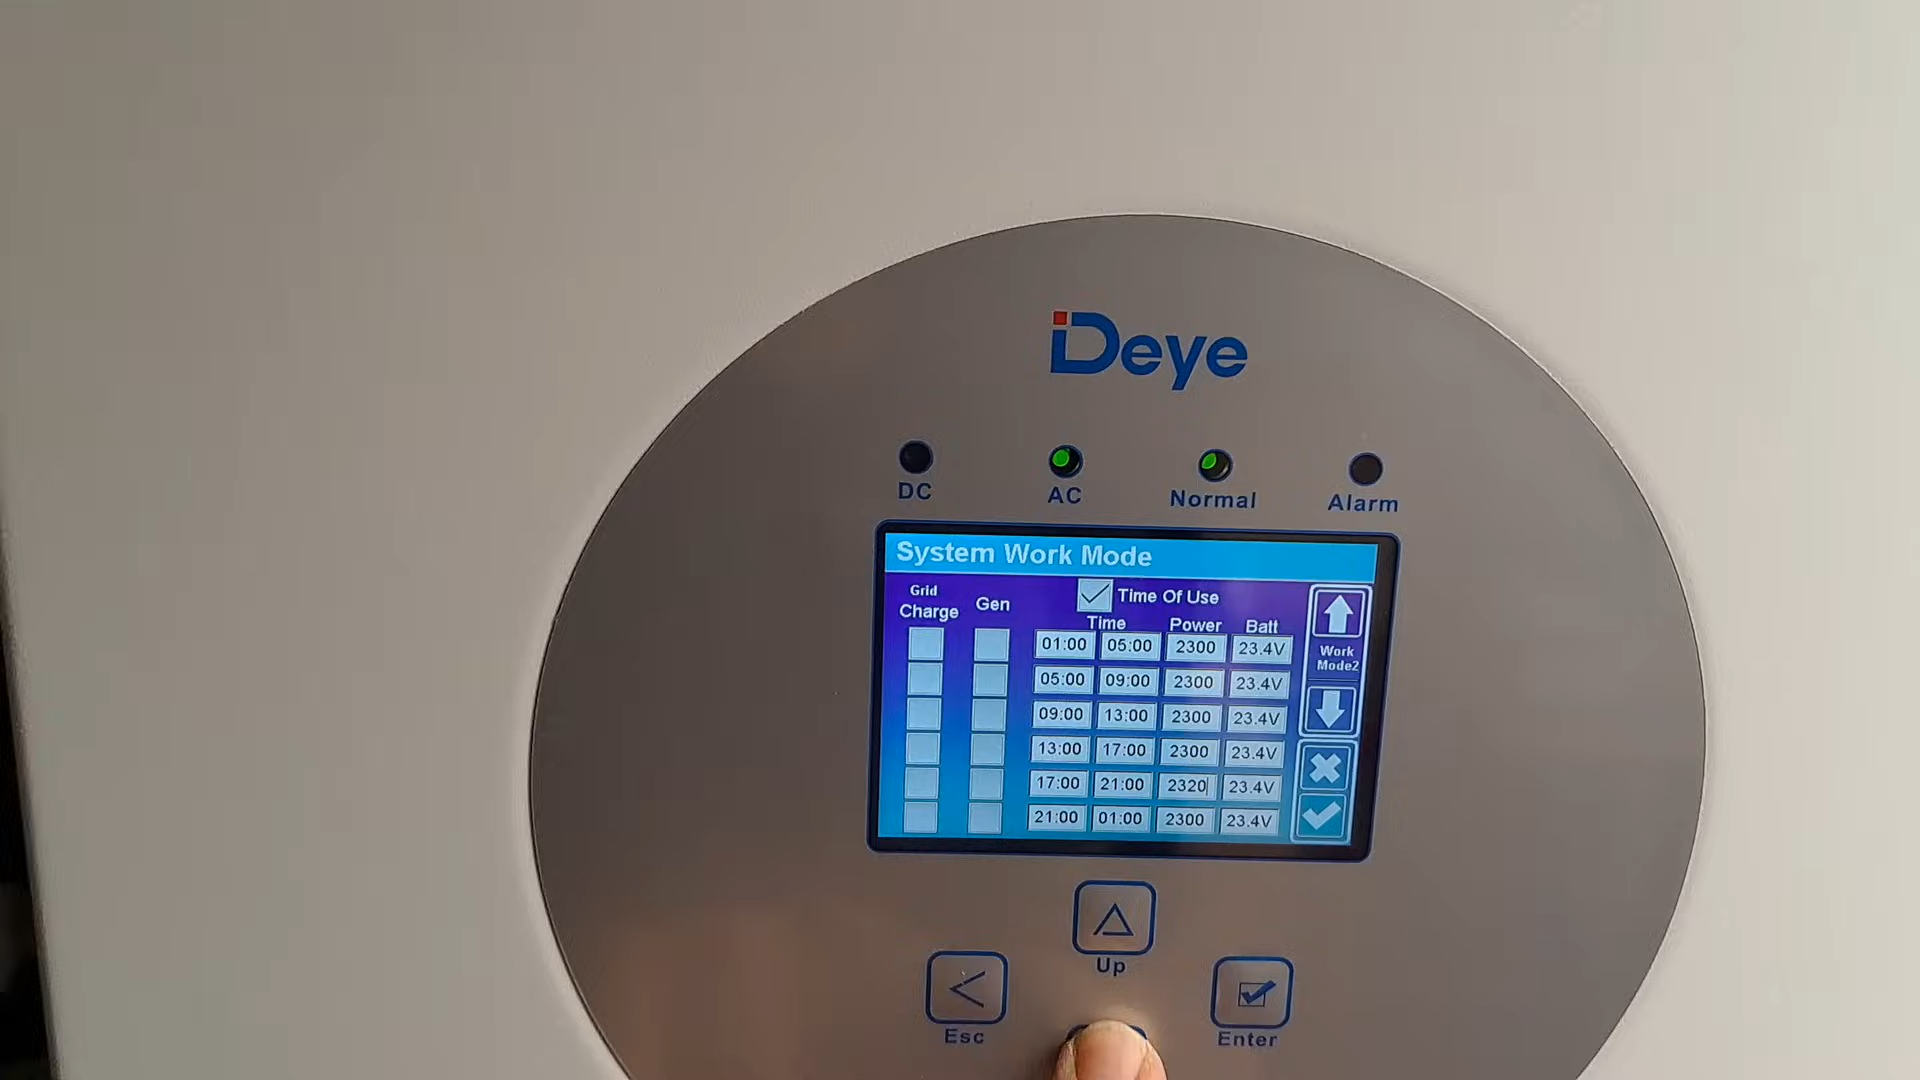 Deye
DC AC Normal Alarm
System Work Mode
Grid Charge Gen Time Of Use
Time Power Batt
01:00 05:00 2300 23.4V
05:00 09:00 2300 23.4V
09:00 13:00 2300 23.4V
13:00 17:00 2300 23.4V
17:00 21:00 2320 23.4V
21:00 01:00 2300 23.4V
Work
Mode2
Up
Esc
Enter